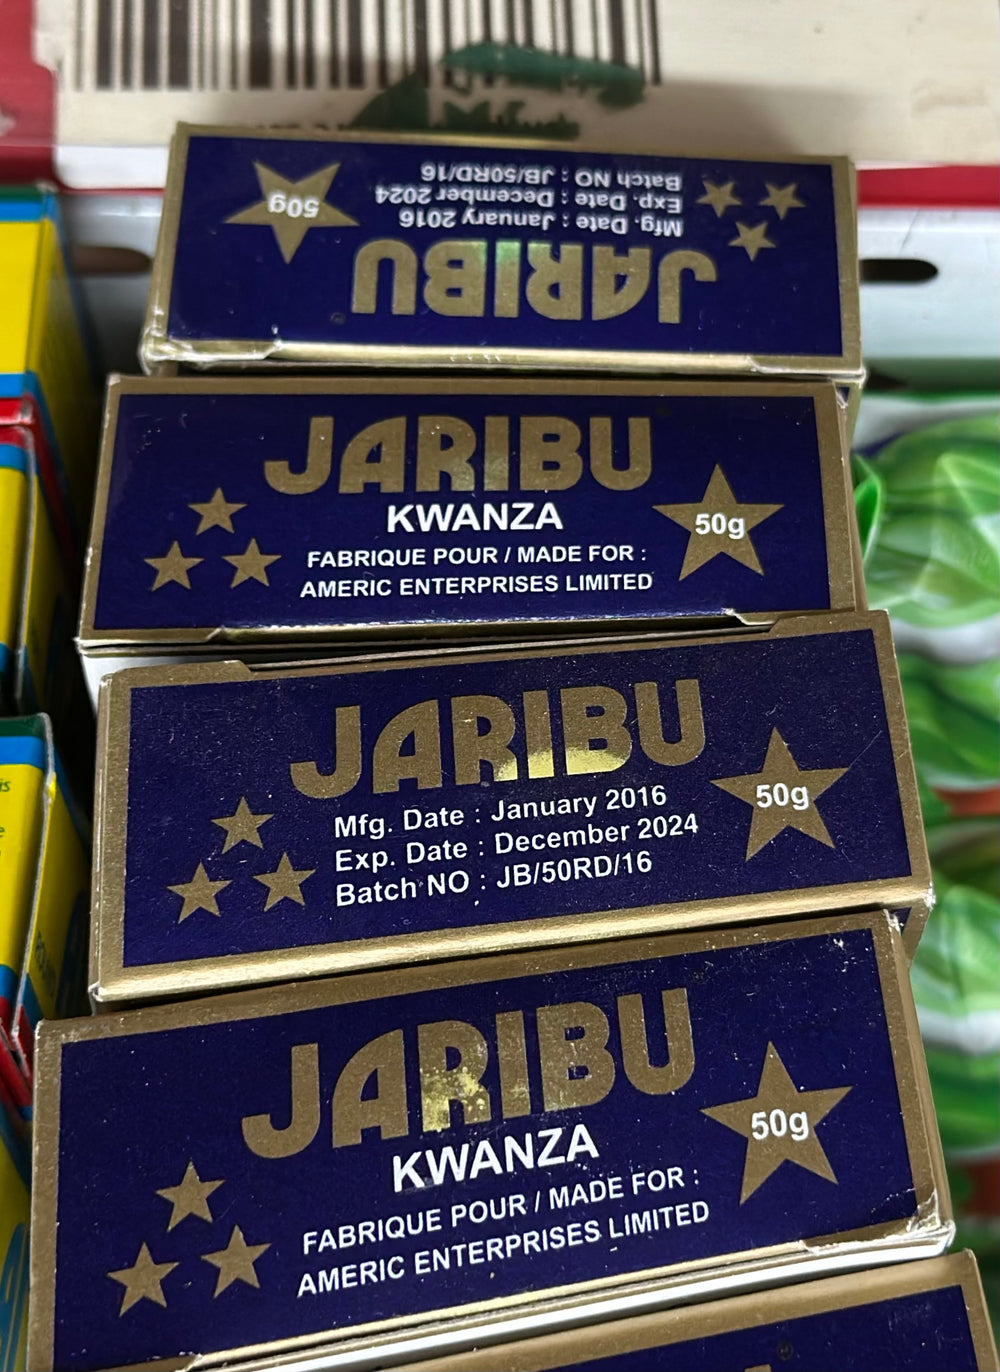 JARIBU
Mfg. Date : January 2016
Exp. Date : December 2024
Batch NO : JB/50RD/16
50g
JARIBU
KWANZA
FABRIQUE POUR / MADE FOR :
AMERIC ENTERPRISES LIMITED
50g
JARIBU
Mfg. Date : January 2016
Exp. Date : December 2024
Batch NO : JB/50RD/16
50g
JARIBU
KWANZA
FABRIQUE POUR / MADE FOR :
AMERIC ENTERPRISES LIMITED
50g